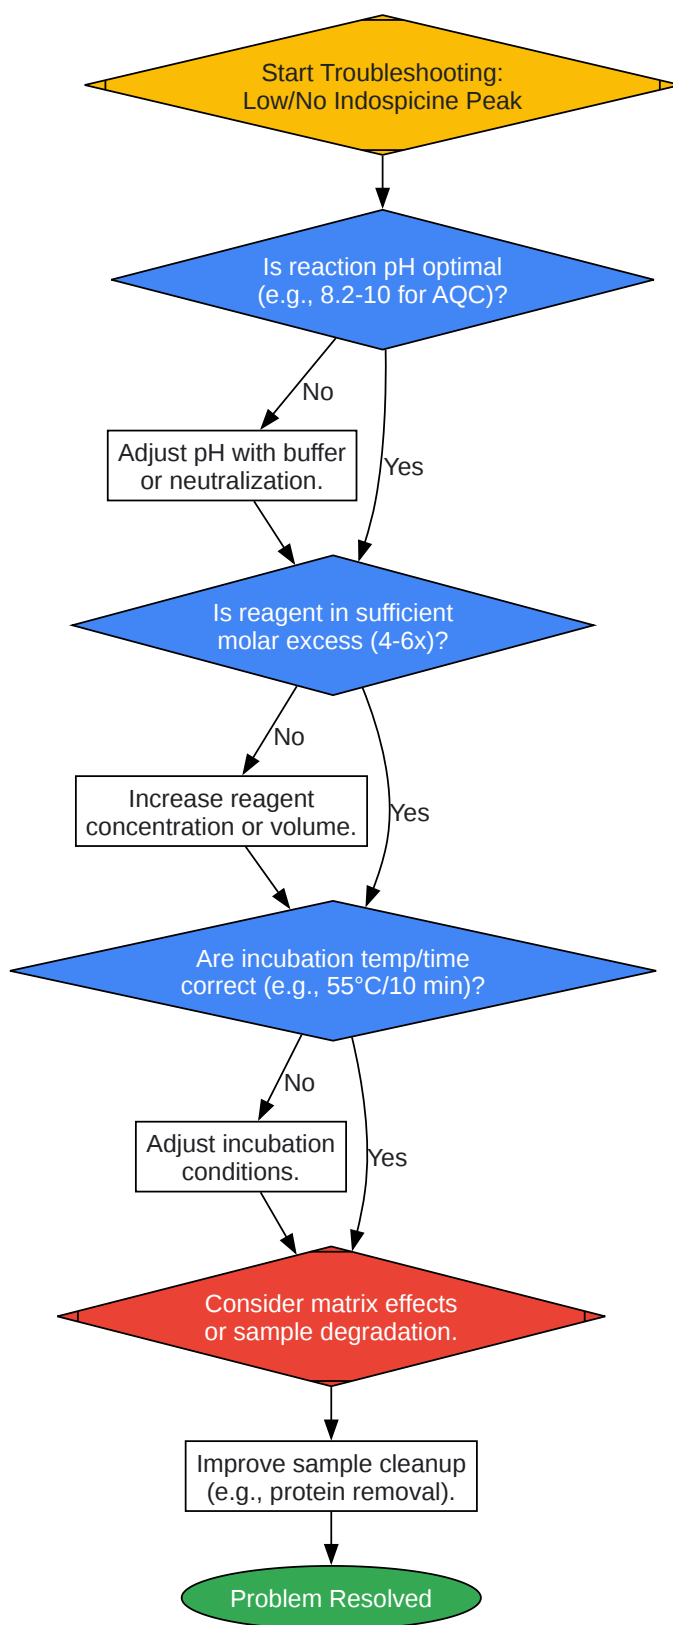 Start Troubleshooting:
Low/No Indospicine Peak
Is reaction pH optimal
(e.g., 8.2-10 for AQC)?
No
Adjust pH with buffer
or neutralization.
Yes
Is reagent in sufficient
molar excess (4-6x)?
No
Increase reagent
concentration or volume.
Yes
Are incubation temp/time
correct (e.g., 55°C/10 min)?
No
Adjust incubation
conditions.
Yes
Consider matrix effects
or sample degradation.
Improve sample cleanup
(e.g., protein removal).
Problem Resolved